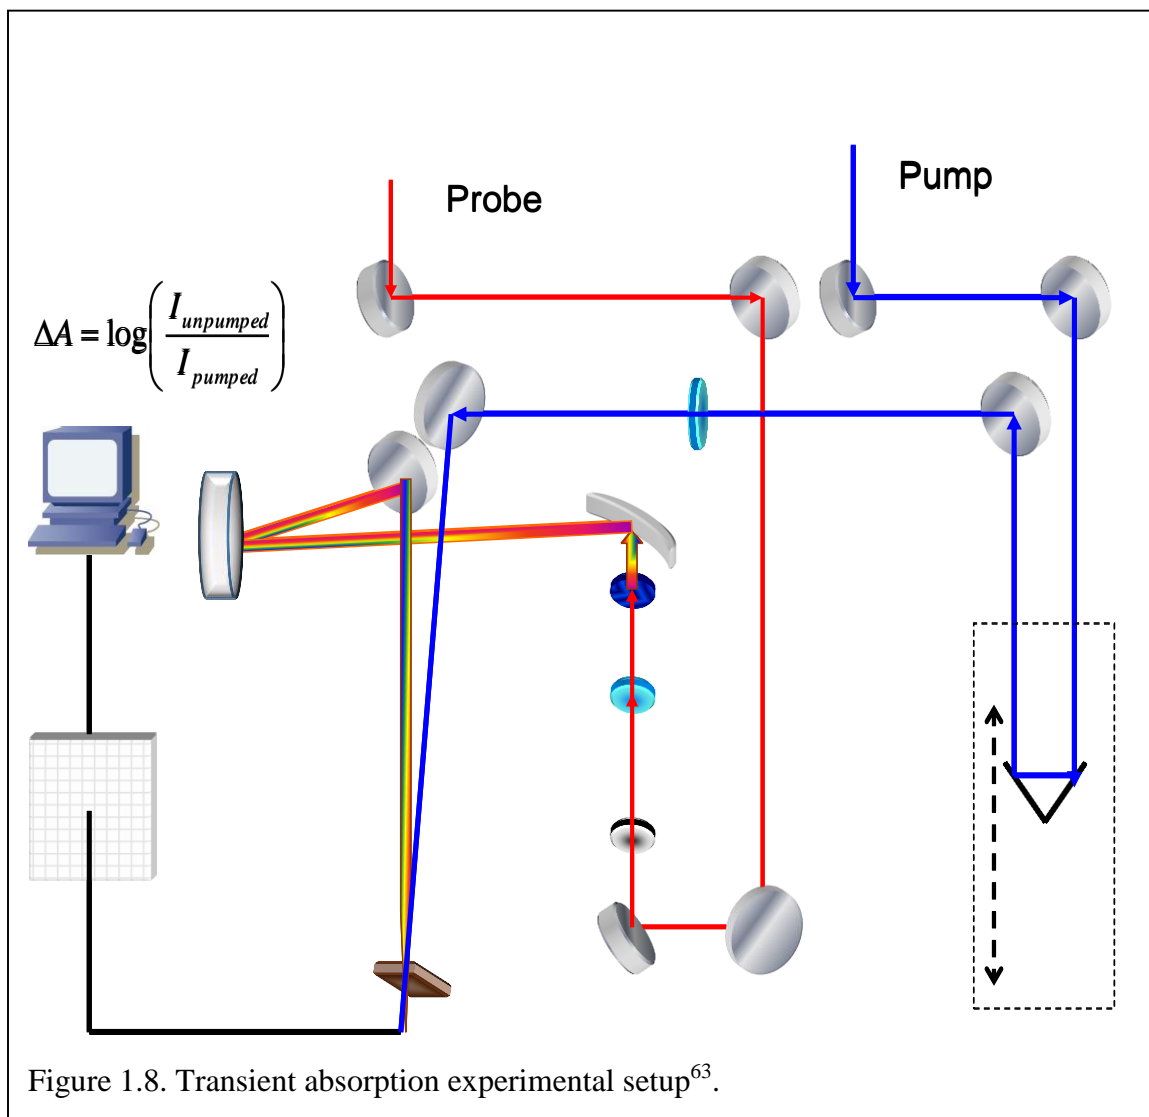 Probe
Pump
ΔA = log(I_unpumped / I_pumped)
Figure 1.8. Transient absorption experimental setup⁶³.